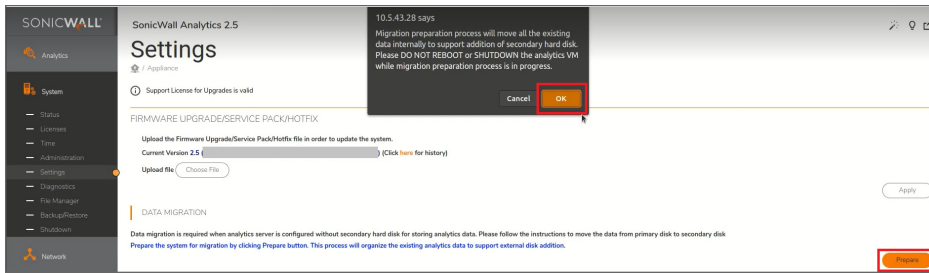 SONICWALL
Analytics
System
Status
Licenses
Time
Administration
Settings
Diagnostics
File Manager
Backup/Restore
Shutdown
Network
SonicWall Analytics 2.5
Settings
/ Appliance
Support License for Upgrades is valid
10.5.43.28 says
Migration preparation process will move all the existing
data internally to support addition of secondary hard disk.
Please DO NOT REBOOT or SHUTDOWN the analytics VM
while migration preparation process is in progress.
Cancel OK
FIRMWARE UPGRADE/SERVICE PACK/HOTFIX
Upload the Firmware Upgrade/Service Pack/Hotfix file in order to update the system.
Current Version 2.5 ( ) (Click here for history)
Upload file Choose File
Apply
DATA MIGRATION
Data migration is required when analytics server is configured without secondary hard disk for storing analytics data. Please follow the instructions to move the data from primary disk to secondary disk
Prepare the system for migration by clicking Prepare button. This process will organize the existing analytics data to support external disk addition.
Prepare